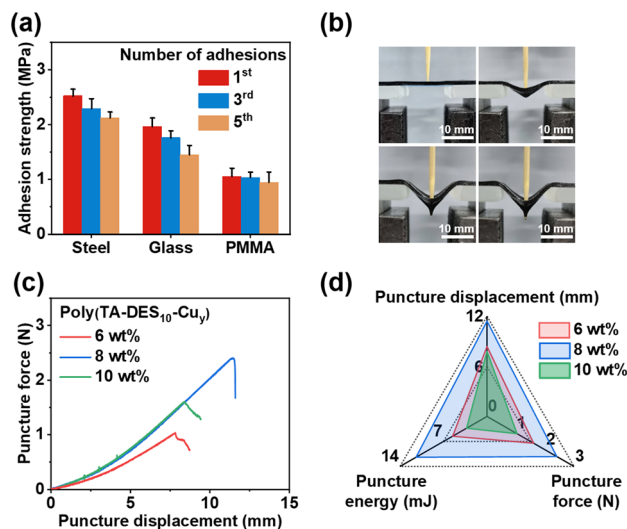 (a)
Adhesion strength (MPa)
3
2
1
0
Number of adhesions
1st
3rd
5th
Steel
Glass
PMMA
(b)
10 mm
10 mm
10 mm
10 mm
(c)
Puncture force (N)
3
2
1
0
Poly(TA-DES10-Cuy)
6 wt%
8 wt%
10 wt%
0
5
10
15
Puncture displacement (mm)
(d)
Puncture displacement (mm)
12
6
0
7
14
1
2
3
6 wt%
8 wt%
10 wt%
Puncture
energy (mJ)
Puncture
force (N)